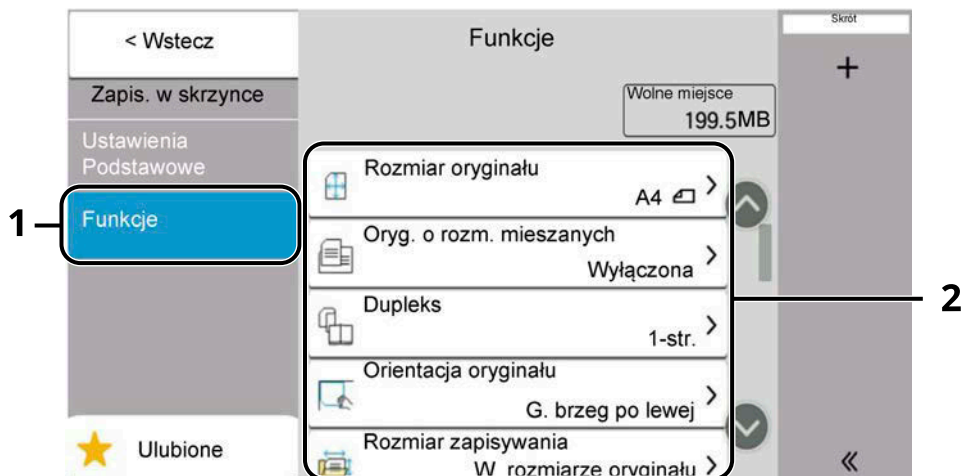 < Wstecz
Funkcje
Skrót
+
Zapis. w skrzynce
Wolne miejsce
199.5MB
Ustawienia
Podstawowe
1
Funkcje
Rozmiar oryginału
A4
Oryg. o rozm. mieszanych
Wyłączona
2
Dupleks
1-str.
Orientacja oryginału
G. brzeg po lewej
Rozmiar zapisywania
W rozmiarze oryginału
Ulubione
«